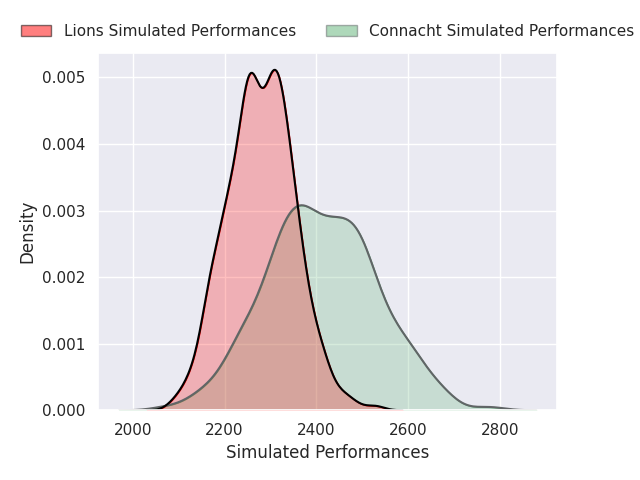 Lions Simulated Performances
Connacht Simulated Performances
0.005
0.004
0.003
0.002
0.001
0.000
Density
2000 2200 2400 2600 2800
Simulated Performances